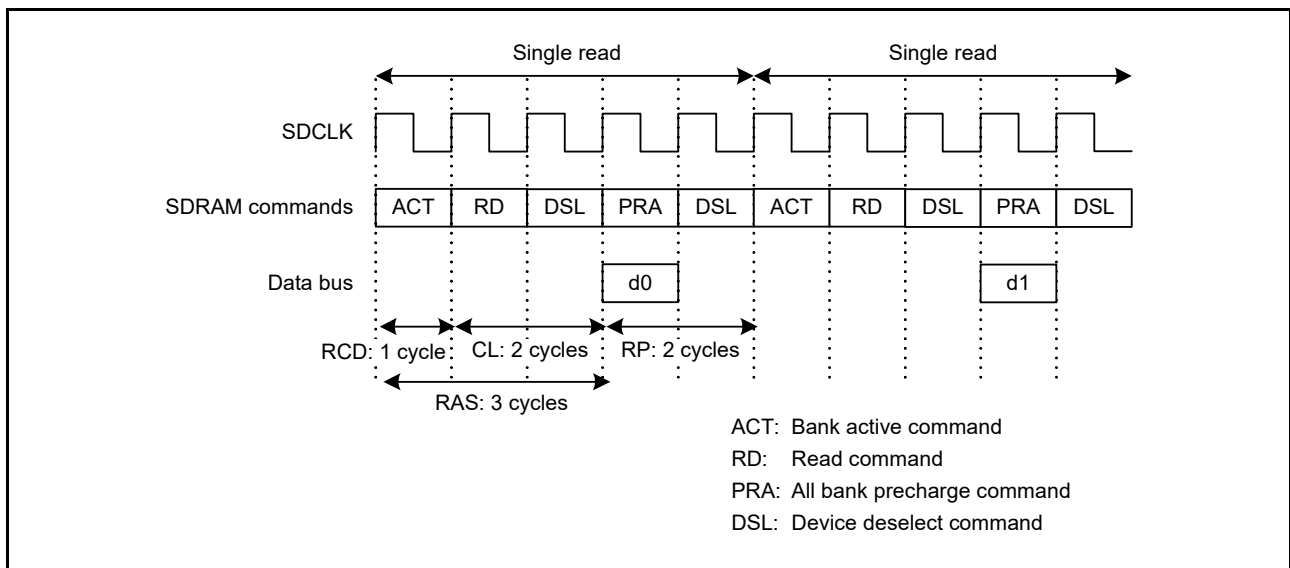 Single read Single read
SDCLK
SDRAM commands ACT RD DSL PRA DSL ACT RD DSL PRA DSL
Data bus d0 d1
RCD: 1 cycle CL: 2 cycles RP: 2 cycles
RAS: 3 cycles
ACT: Bank active command
RD: Read command
PRA: All bank precharge command
DSL: Device deselect command